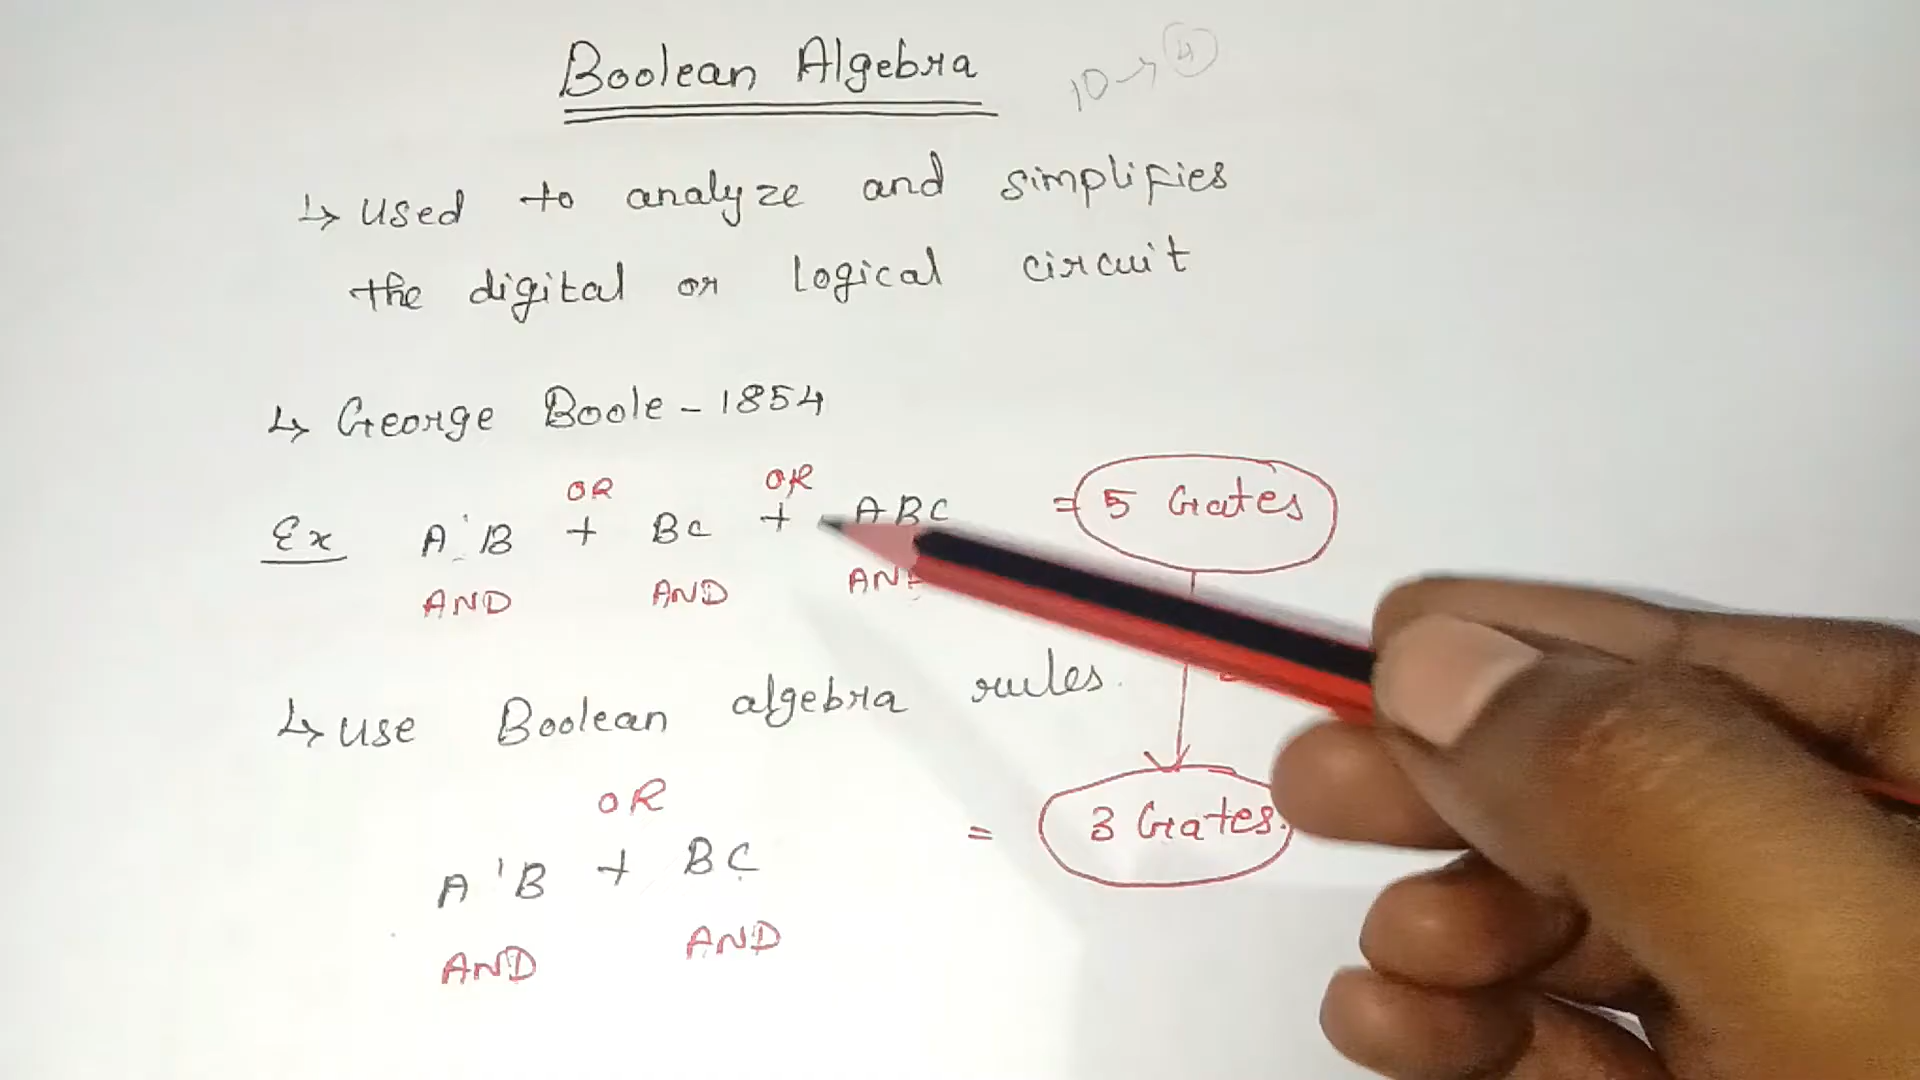 Boolean Algebra
10 → 4
↳ used to analyze and simplifies
the digital or logical circuit
↳ George Boole - 1854
OR OR
Ex A'B + BC + ABC = 5 Gates
AND AND AND
↳ use Boolean algebra rules.
OR
A'B + BC = 3 Gates.
AND AND